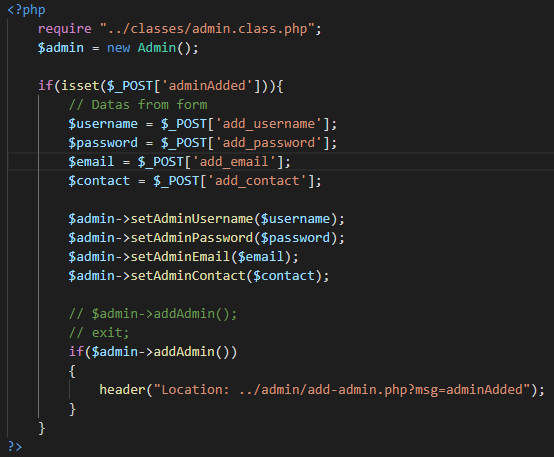 <?php
    require "../classes/admin.class.php";
    $admin = new Admin();

    if(isset($_POST['adminAdded'])){
        // Datas from form
        $username = $_POST['add_username'];
        $password = $_POST['add_password'];
        $email = $_POST['add_email'];
        $contact = $_POST['add_contact'];

        $admin->setAdminUsername($username);
        $admin->setAdminPassword($password);
        $admin->setAdminEmail($email);
        $admin->setAdminContact($contact);

        // $admin->addAdmin();
        // exit;
        if($admin->addAdmin())
        {
            header("Location: ../admin/add-admin.php?msg=adminAdded");
        }
    }
?>